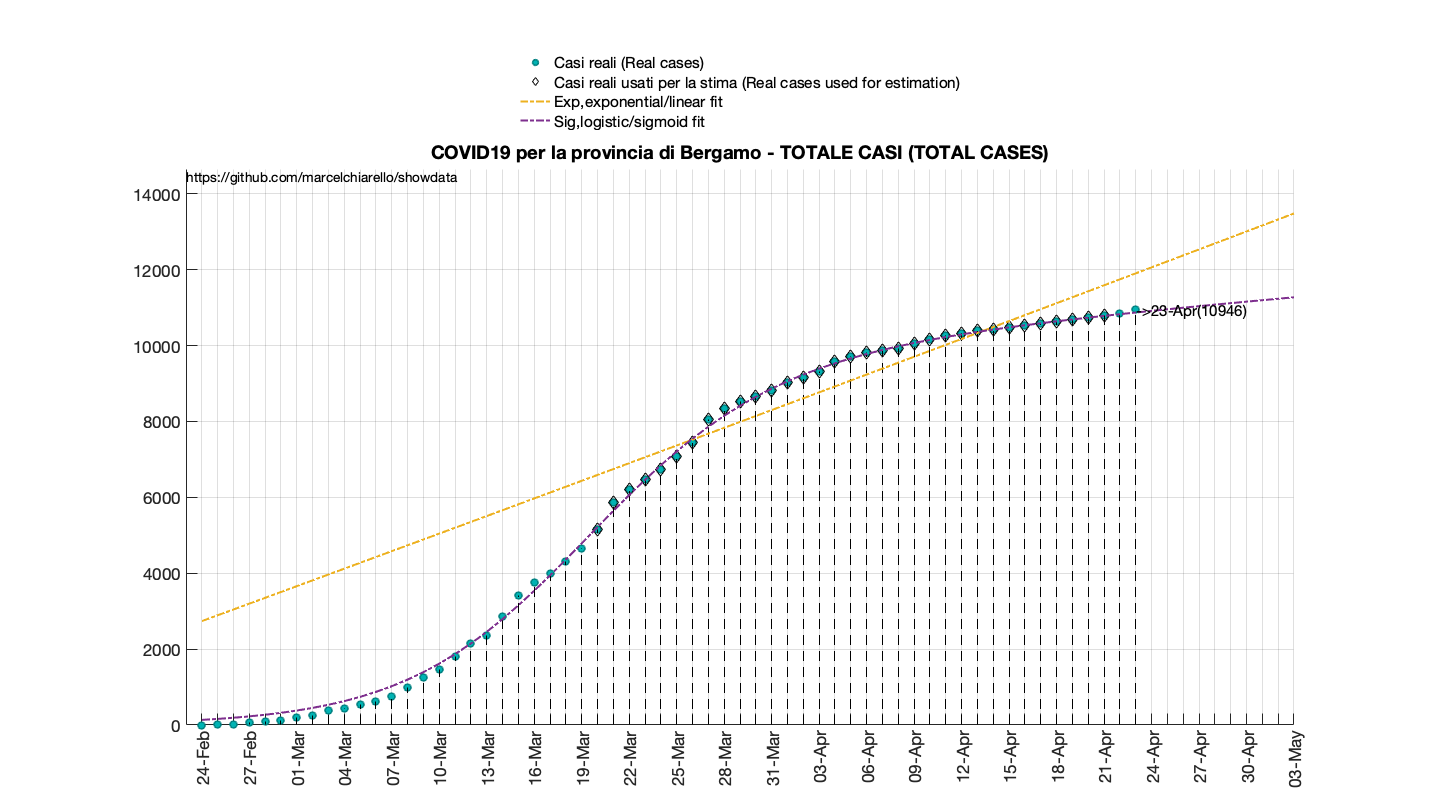 Casi reali (Real cases)
Casi reali usati per la stima (Real cases used for estimation)
Exp,exponential/linear fit
Sig,logistic/sigmoid fit
COVID19 per la provincia di Bergamo - TOTALE CASI (TOTAL CASES)
https://github.com/marcelchiarello/showdata
14000
12000
10000
8000
6000
4000
2000
0
->23-Apr(10946)
24-Feb
27-Feb
01-Mar
04-Mar
07-Mar
10-Mar
13-Mar
16-Mar
19-Mar
22-Mar
25-Mar
28-Mar
31-Mar
03-Apr
06-Apr
09-Apr
12-Apr
15-Apr
18-Apr
21-Apr
24-Apr
27-Apr
30-Apr
03-May